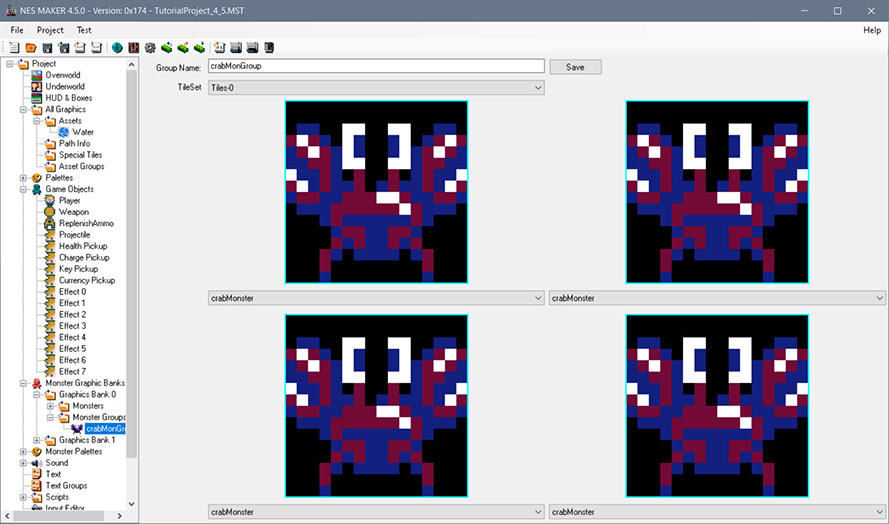 NES MAKER 4.5.0 - Version: 0x174 - TutorialProject_4_5.MST
File Project Test Help
Group Name: crabMonGroup Save
TileSet Tiles-0
Project
Overworld
Underworld
HUD & Boxes
All Graphics
Assets
Water
Path Info
Special Tiles
Asset Groups
Palettes
Game Objects
Player
Weapon
ReplenishAmmo
Projectile
Health Pickup
Charge Pickup
Key Pickup
Currency Pickup
Effect 0
Effect 1
Effect 2
Effect 3
Effect 4
Effect 5
Effect 6
Effect 7
Monster Graphic Banks
Graphics Bank 0
Monsters
Monster Groups
crabMonGr
Graphics Bank 1
Monster Palettes
Sound
Text
Text Groups
Scripts
Input Editor
crabMonster crabMonster
crabMonster crabMonster